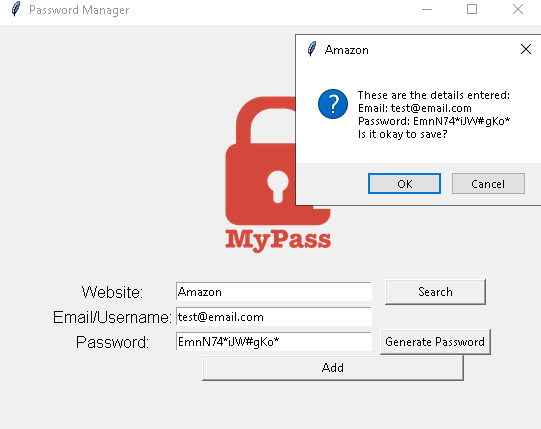 Password Manager
Amazon
These are the details entered:
Email: test@email.com
Password: EmnN74*iJW#gKo*
Is it okay to save?
OK Cancel
MyPass
Website: Amazon Search
Email/Username: test@email.com
Password: EmnN74*iJW#gKo* Generate Password
Add